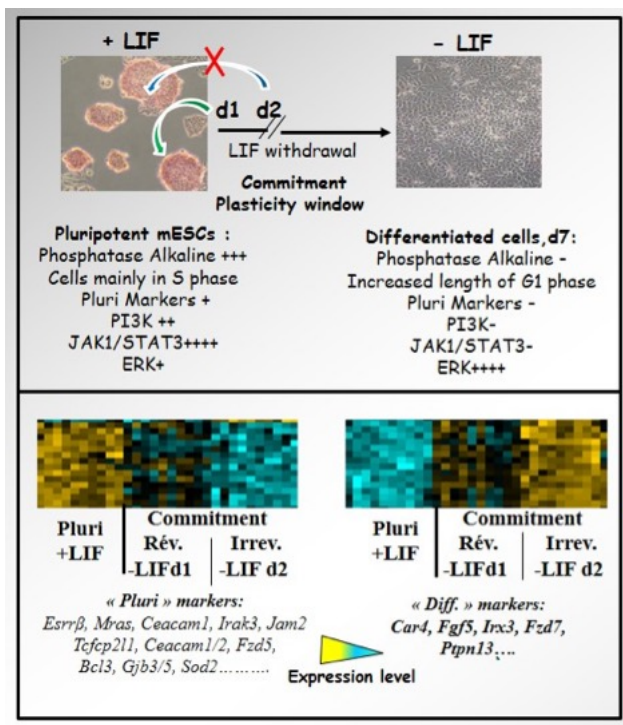 + LIF
- LIF
d1 d2
LIF withdrawal
Commitment
Plasticity window
Pluripotent mESCs :
Phosphatase Alkaline +++
Cells mainly in S phase
Pluri Markers +
PI3K ++
JAK1/STAT3++++
ERK+
Differentiated cells,d7:
Phosphatase Alkaline -
Increased length of G1 phase
Pluri Markers -
PI3K-
JAK1/STAT3-
ERK++++
Pluri
+LIF
Commitment
Rév. Irrev.
-LIFd1 -LIF d2
« Pluri » markers:
Esrrβ, Mras, Ceacam1, Irak3, Jam2
Tcfcp2l1, Ceacam1/2, Fzd5,
Bcl3, Gjb3/5, Sod2……….
Pluri
+LIF
Commitment
Rév. Irrev.
-LIFd1 -LIF d2
« Diff. » markers:
Car4, Fgf5, Irx3, Fzd7,
Ptpn13….
Expression level